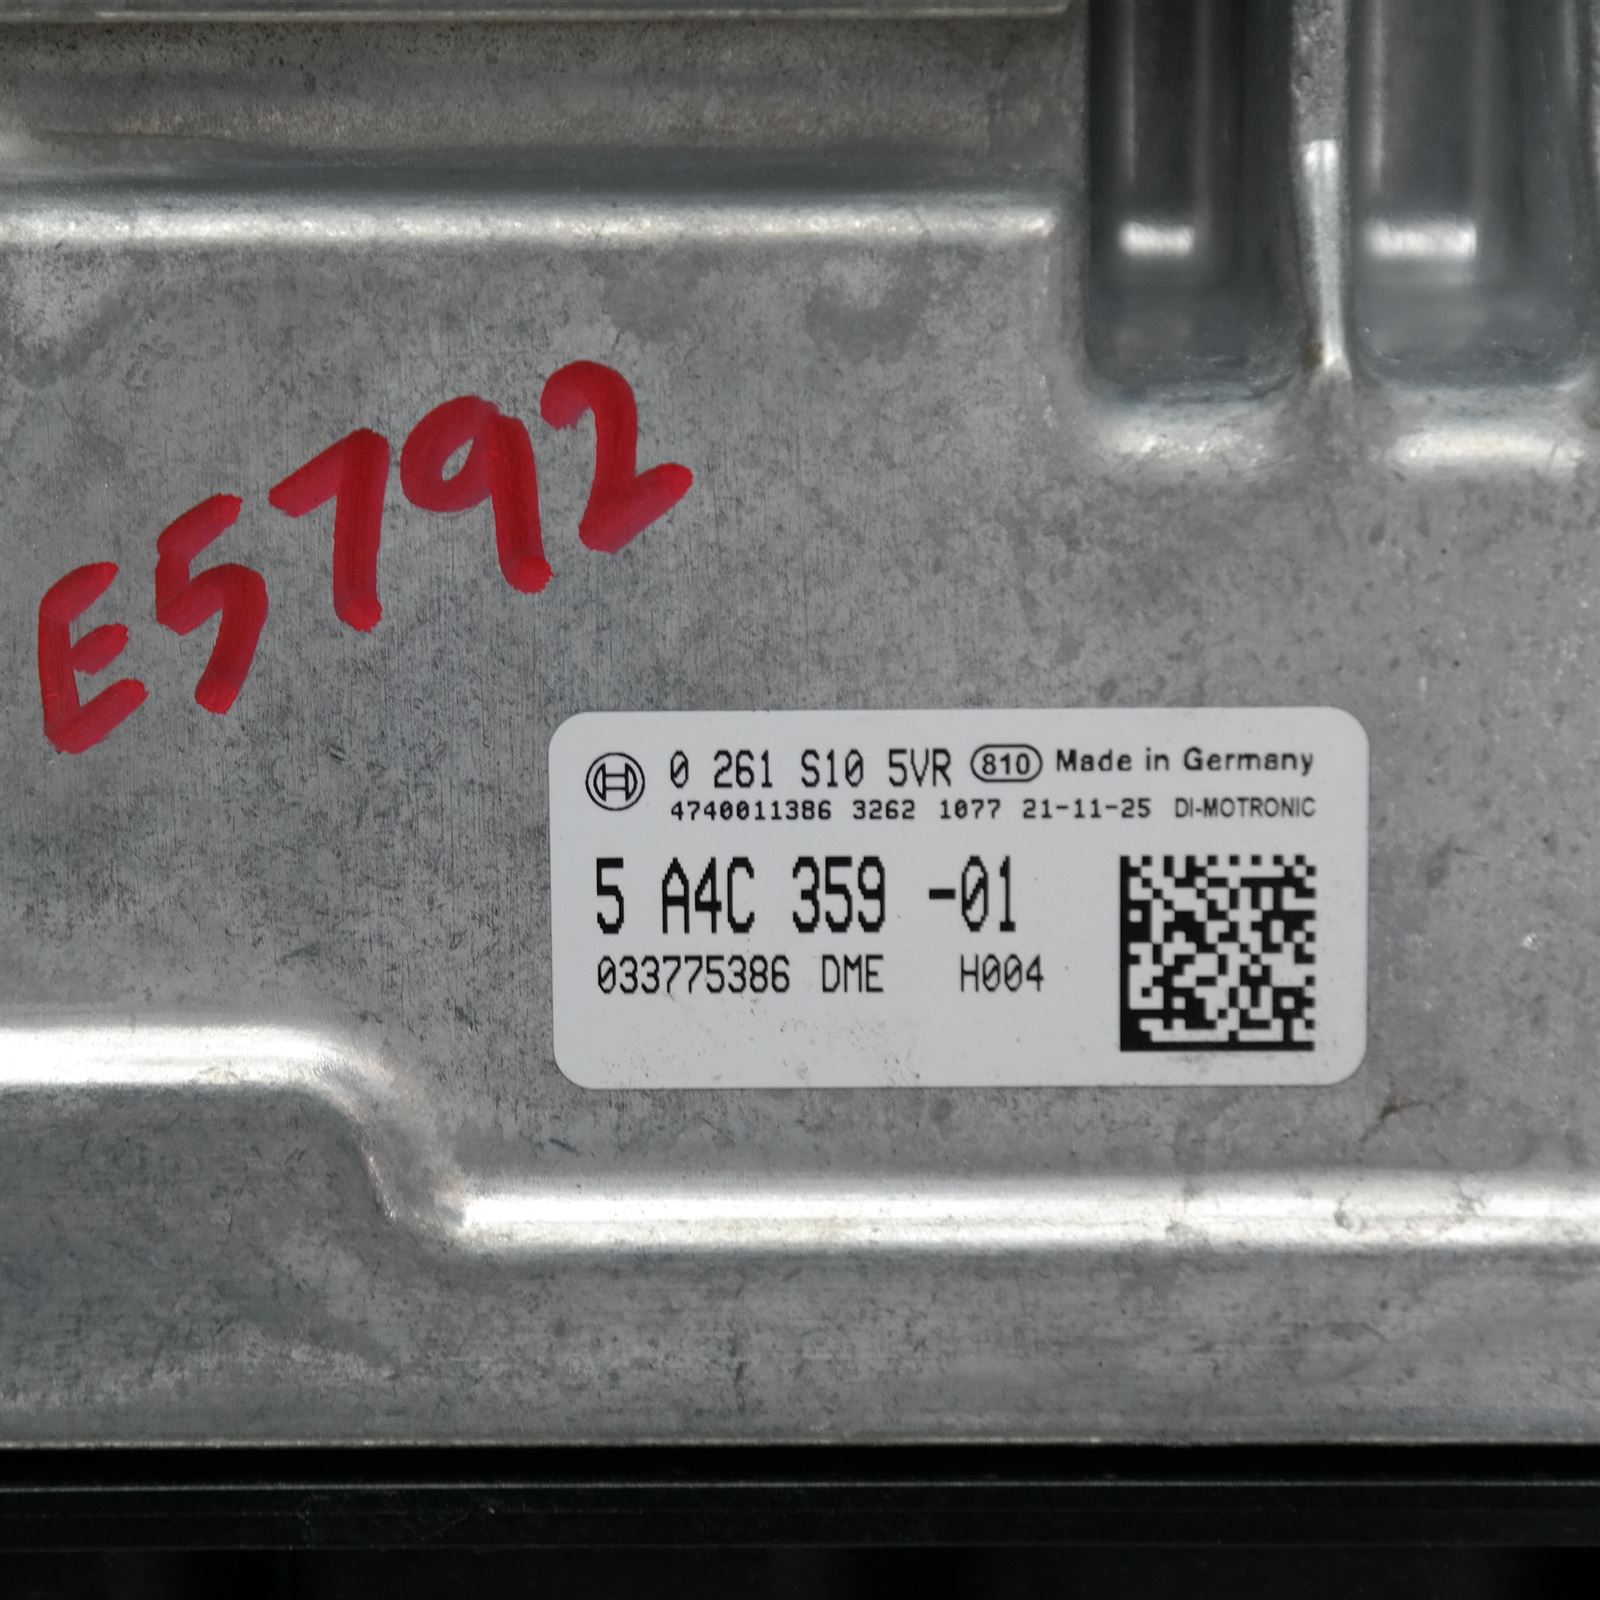 E5792
0 261 S10 5VR 810 Made in Germany
4740011386 3262 1077 21-11-25 DI-MOTRONIC
5 A4C 359 -01
033775386 DME H004